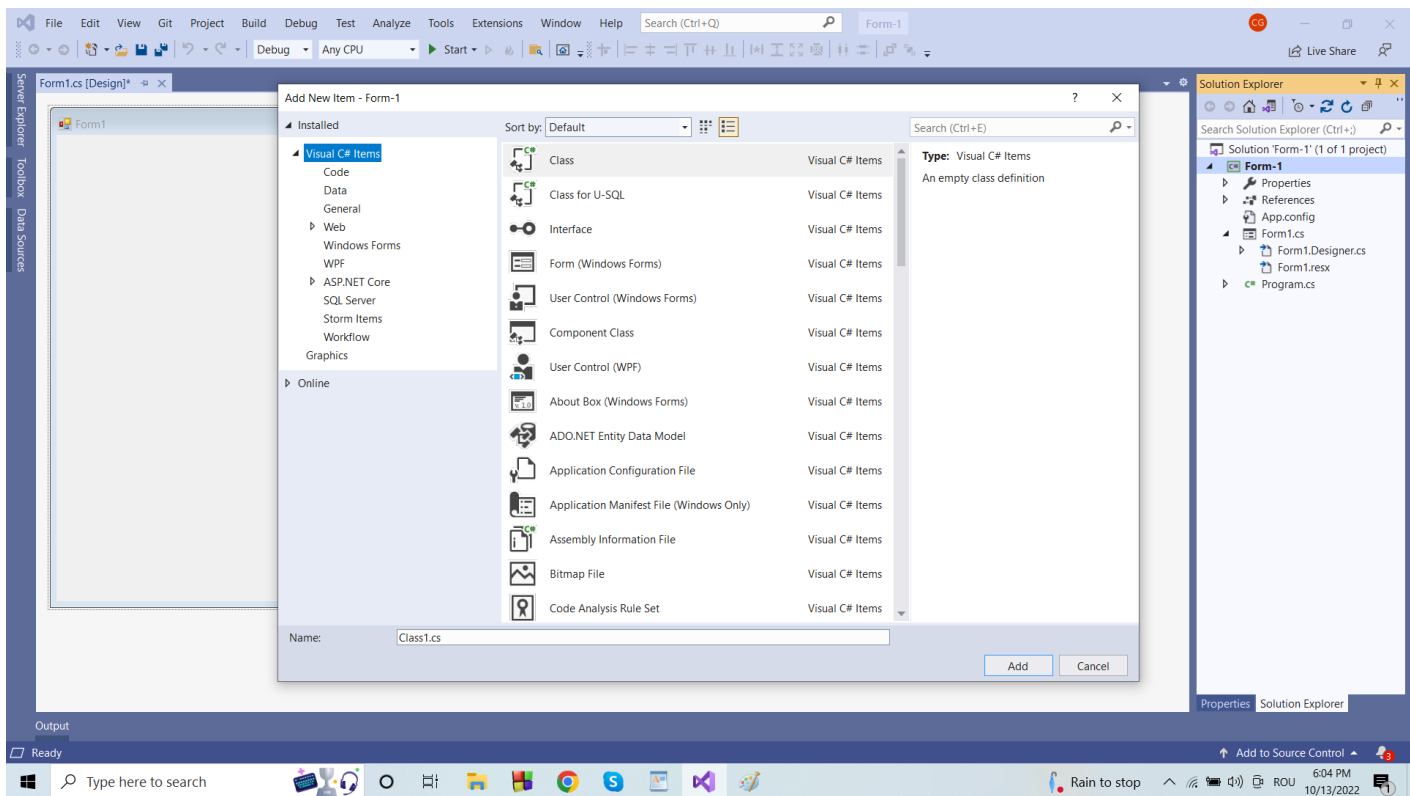 File Edit View Git Project Build Debug Test Analyze Tools Extensions Window Help Search (Ctrl+Q) Form-1 CG
Debug Any CPU Start Live Share
Server Explorer
Toolbox
Data Sources
Form1.cs [Design]*
Form1
Add New Item - Form-1 ?
Installed
Sort by: Default
Search (Ctrl+E)
Visual C# Items
Code
Data
General
Web
Windows Forms
WPF
ASP.NET Core
SQL Server
Storm Items
Workflow
Graphics
Online
Class Visual C# Items
Class for U-SQL Visual C# Items
Interface Visual C# Items
Form (Windows Forms) Visual C# Items
User Control (Windows Forms) Visual C# Items
Component Class Visual C# Items
User Control (WPF) Visual C# Items
About Box (Windows Forms) Visual C# Items
ADO.NET Entity Data Model Visual C# Items
Application Configuration File Visual C# Items
Application Manifest File (Windows Only) Visual C# Items
Assembly Information File Visual C# Items
Bitmap File Visual C# Items
Code Analysis Rule Set Visual C# Items
Type: Visual C# Items
An empty class definition
Name: Class1.cs
Add Cancel
Solution Explorer
Search Solution Explorer (Ctrl+;)
Solution 'Form-1' (1 of 1 project)
Form-1
Properties
References
App.config
Form1.cs
Form1.Designer.cs
Form1.resx
Program.cs
Properties Solution Explorer
Output
Ready Add to Source Control 3
Type here to search Rain to stop ROU 6:04 PM
10/13/2022 1